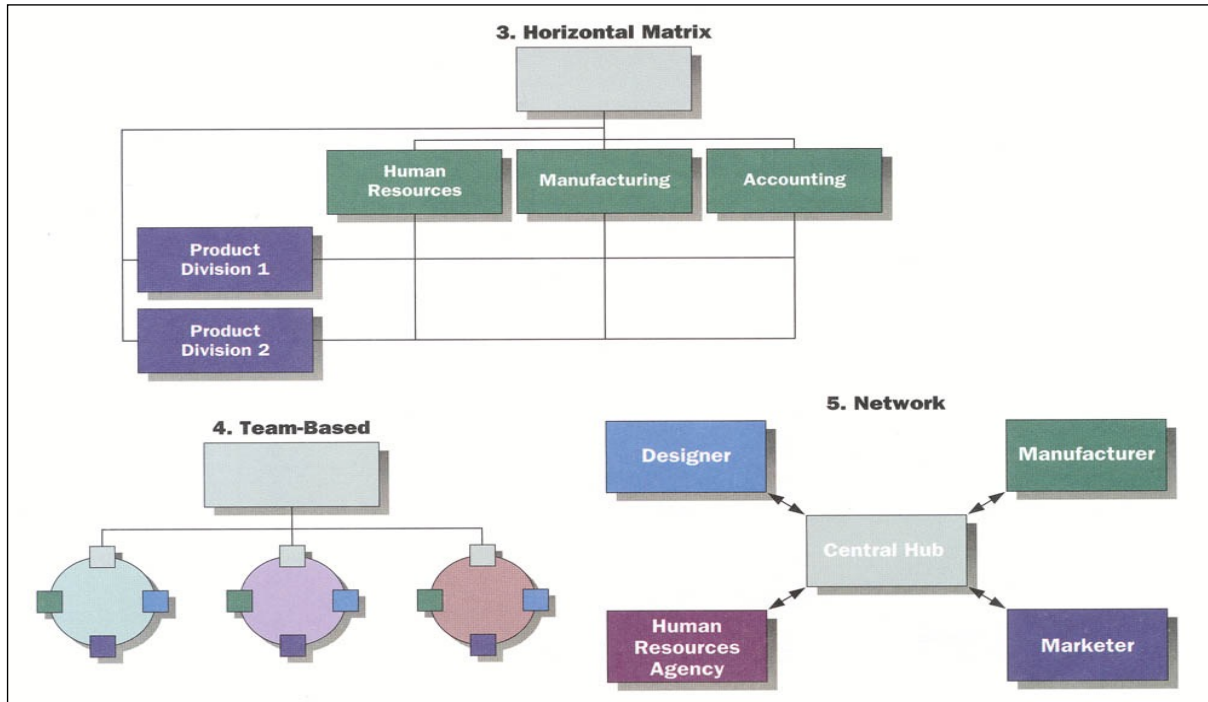 3. Horizontal Matrix
Human
Resources
Manufacturing
Accounting
Product
Division 1
Product
Division 2
4. Team-Based
5. Network
Designer
Manufacturer
Central Hub
Human
Resources
Agency
Marketer